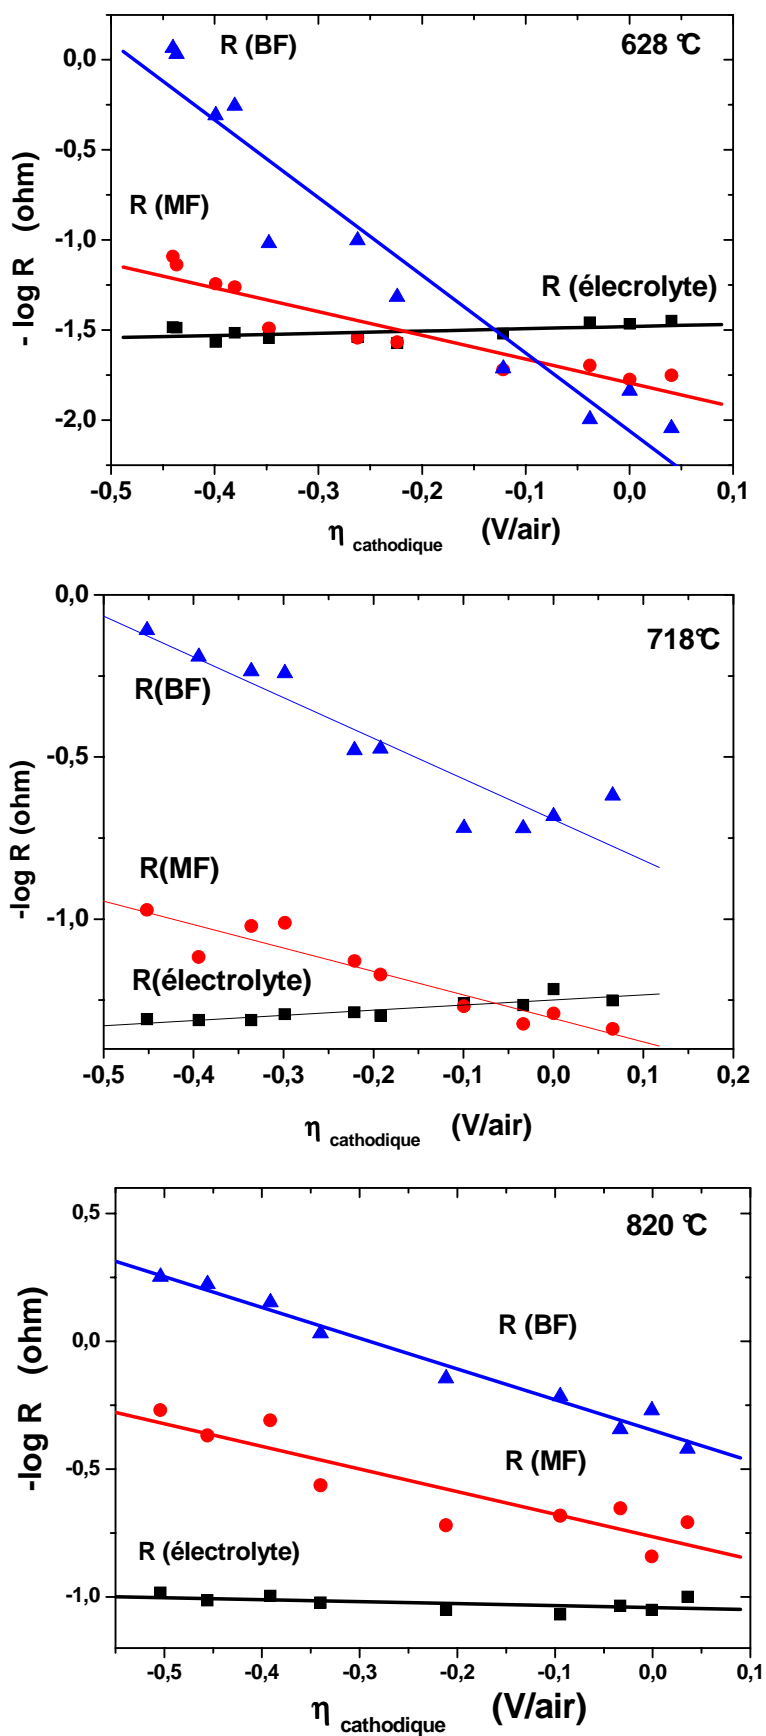 R (BF)
628 °C
0,0
-0,5
R (MF)
-1,0
R (élecrolyte)
-1,5
-2,0
- log R (ohm)
-0,5 -0,4 -0,3 -0,2 -0,1 0,0 0,1
η cathodique (V/air)
0,0
718°C
R(BF)
-0,5
R(MF)
-1,0
R(électrolyte)
-log R (ohm)
-0,5 -0,4 -0,3 -0,2 -0,1 0,0 0,1 0,2
η cathodique (V/air)
0,5
820 °C
0,0
R (BF)
-0,5
R (MF)
R (électrolyte)
-1,0
-log R (ohm)
-0,5 -0,4 -0,3 -0,2 -0,1 0,0 0,1
η cathodique (V/air)